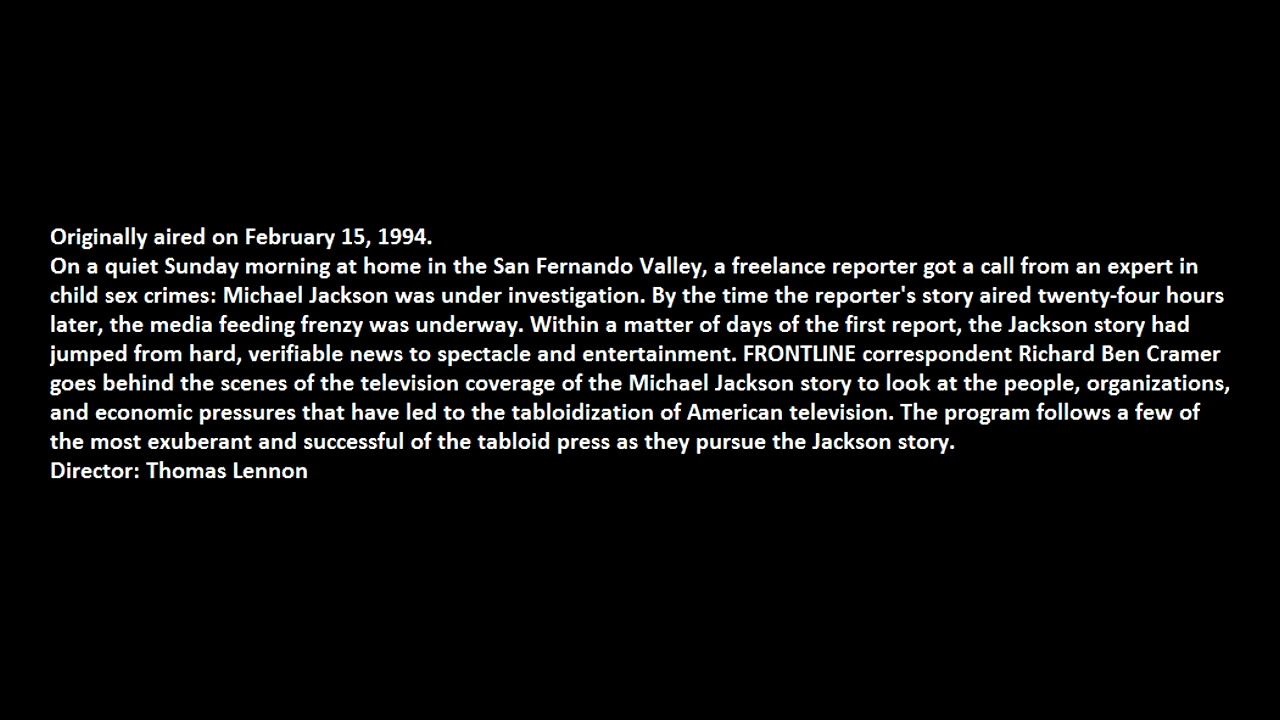 Originally aired on February 15, 1994.
On a quiet Sunday morning at home in the San Fernando Valley, a freelance reporter got a call from an expert in
child sex crimes: Michael Jackson was under investigation. By the time the reporter's story aired twenty-four hours
later, the media feeding frenzy was underway. Within a matter of days of the first report, the Jackson story had
jumped from hard, verifiable news to spectacle and entertainment. FRONTLINE correspondent Richard Ben Cramer
goes behind the scenes of the television coverage of the Michael Jackson story to look at the people, organizations,
and economic pressures that have led to the tabloidization of American television. The program follows a few of
the most exuberant and successful of the tabloid press as they pursue the Jackson story.
Director: Thomas Lennon